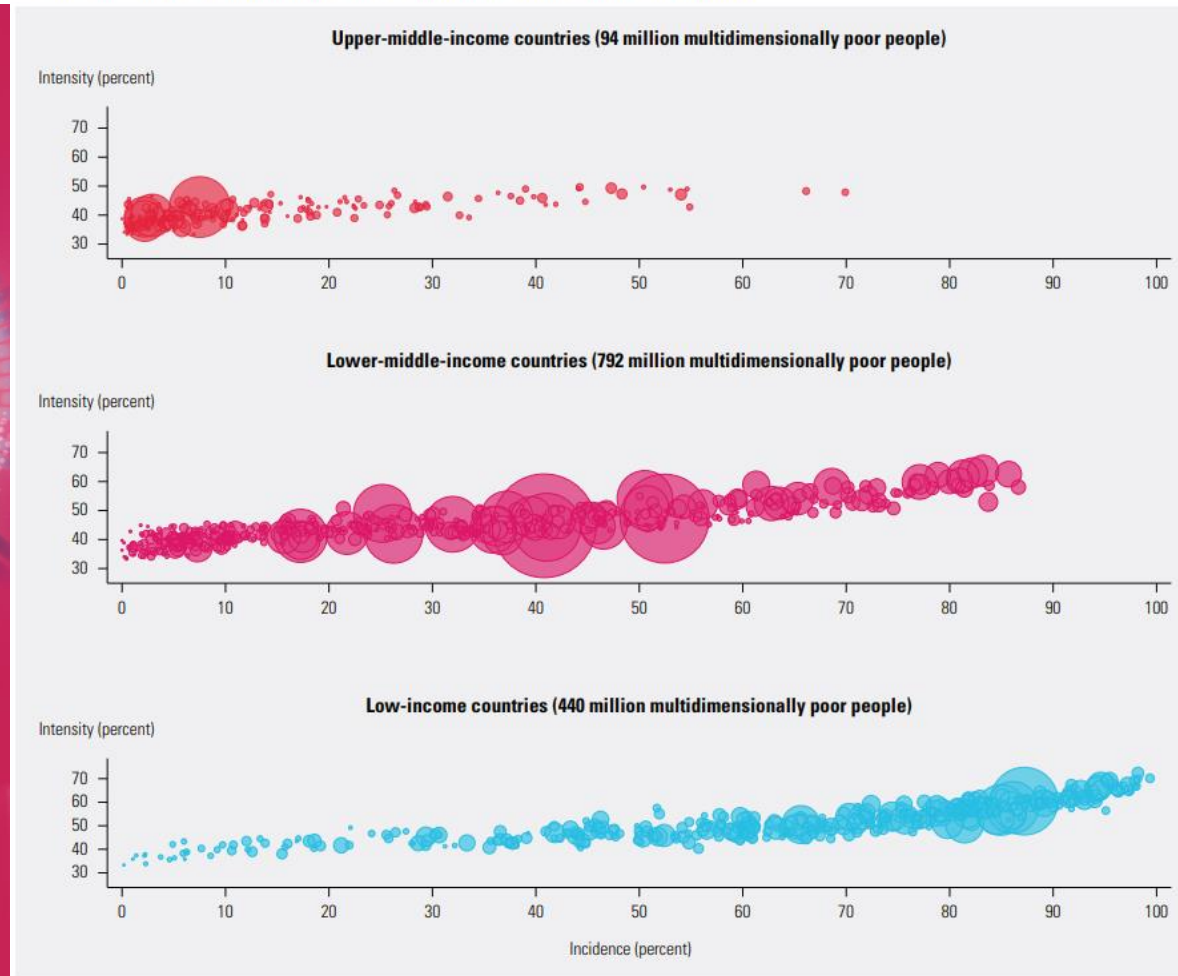 Upper-middle-income countries (94 million multidimensionally poor people)
Intensity (percent)
70
60
50
40
30
0 10 20 30 40 50 60 70 80 90 100
Lower-middle-income countries (792 million multidimensionally poor people)
Intensity (percent)
70
60
50
40
30
0 10 20 30 40 50 60 70 80 90 100
Low-income countries (440 million multidimensionally poor people)
Intensity (percent)
70
60
50
40
30
0 10 20 30 40 50 60 70 80 90 100
Incidence (percent)